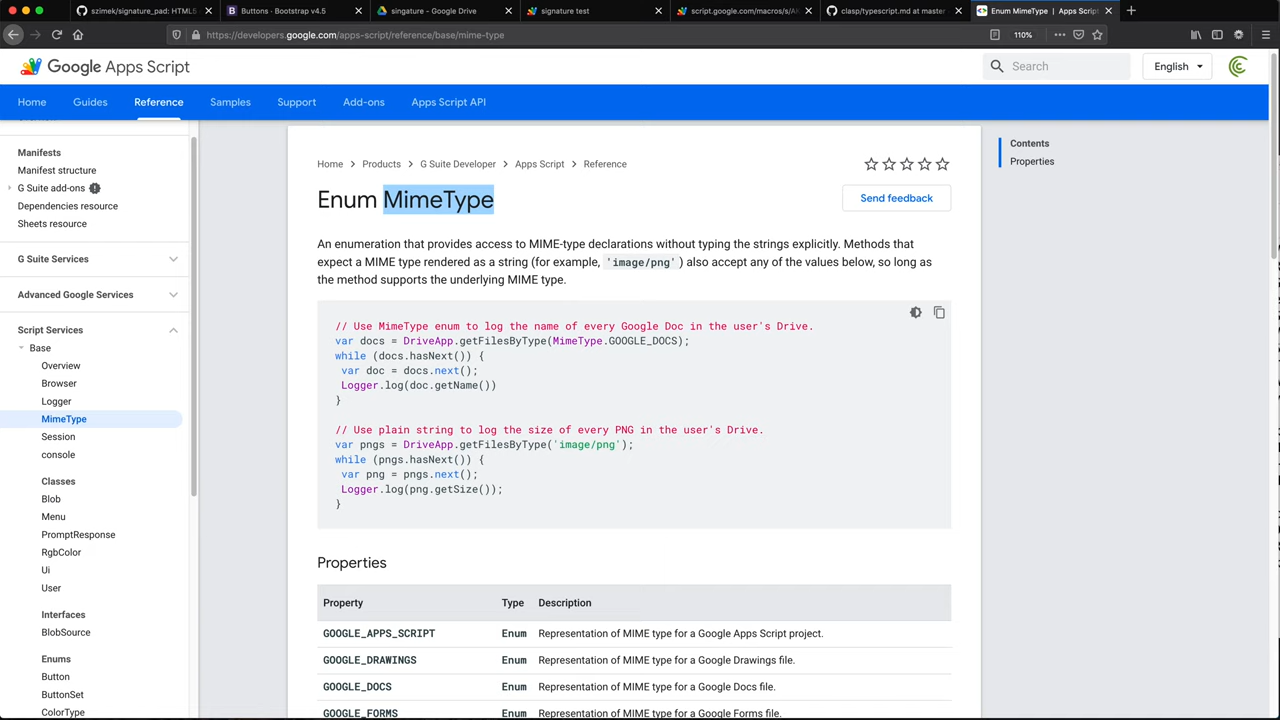 szimek/signature_pad: HTML5
Buttons · Bootstrap v4.5
singature - Google Drive
signature test
script.google.com/macros/s/A
clasp/typescript.md at master
Enum MimeType | Apps Script
https://developers.google.com/apps-script/reference/base/mime-type
110%
Google Apps Script
Search
English
Home
Guides
Reference
Samples
Support
Add-ons
Apps Script API
Manifests
Manifest structure
G Suite add-ons
Dependencies resource
Sheets resource
G Suite Services
Advanced Google Services
Script Services
Base
Overview
Browser
Logger
MimeType
Session
console
Classes
Blob
Menu
PromptResponse
RgbColor
Ui
User
Interfaces
BlobSource
Enums
Button
ButtonSet
ColorType
Home > Products > G Suite Developer > Apps Script > Reference
Enum MimeType
Send feedback
An enumeration that provides access to MIME-type declarations without typing the strings explicitly. Methods that
expect a MIME type rendered as a string (for example, 'image/png' ) also accept any of the values below, so long as
the method supports the underlying MIME type.
// Use MimeType enum to log the name of every Google Doc in the user's Drive.
var docs = DriveApp.getFilesByType(MimeType.GOOGLE_DOCS);
while (docs.hasNext()) {
var doc = docs.next();
Logger.log(doc.getName())
}
// Use plain string to log the size of every PNG in the user's Drive.
var pngs = DriveApp.getFilesByType('image/png');
while (pngs.hasNext()) {
var png = pngs.next();
Logger.log(png.getSize());
}
Properties
Property Type Description
GOOGLE_APPS_SCRIPT Enum Representation of MIME type for a Google Apps Script project.
GOOGLE_DRAWINGS Enum Representation of MIME type for a Google Drawings file.
GOOGLE_DOCS Enum Representation of MIME type for a Google Docs file.
GOOGLE_FORMS Enum Representation of MIME type for a Google Forms file.
Contents
Properties